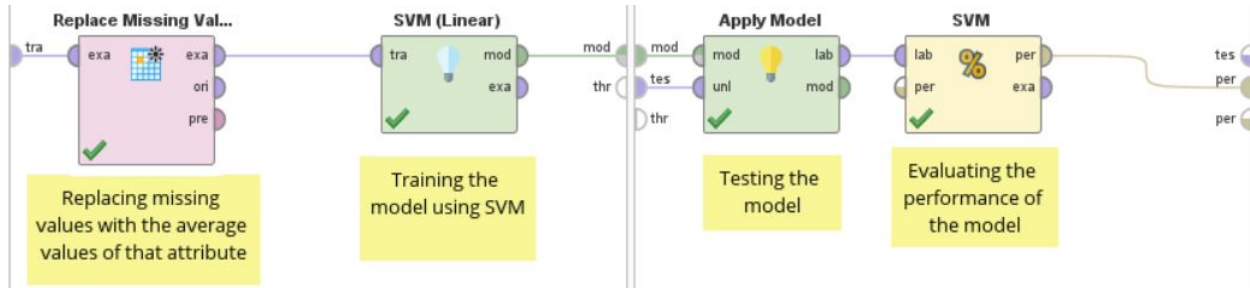 Replace Missing Val...
SVM (Linear)
Apply Model
SVM
tra
exa
exa
ori
pre
tra
mod
exa
mod
thr
mod
tes
thr
mod
unl
lab
mod
lab
per
%
per
exa
tes
per
per
Replacing missing
values with the average
values of that attribute
Training the
model using SVM
Testing the
model
Evaluating the
performance of
the model